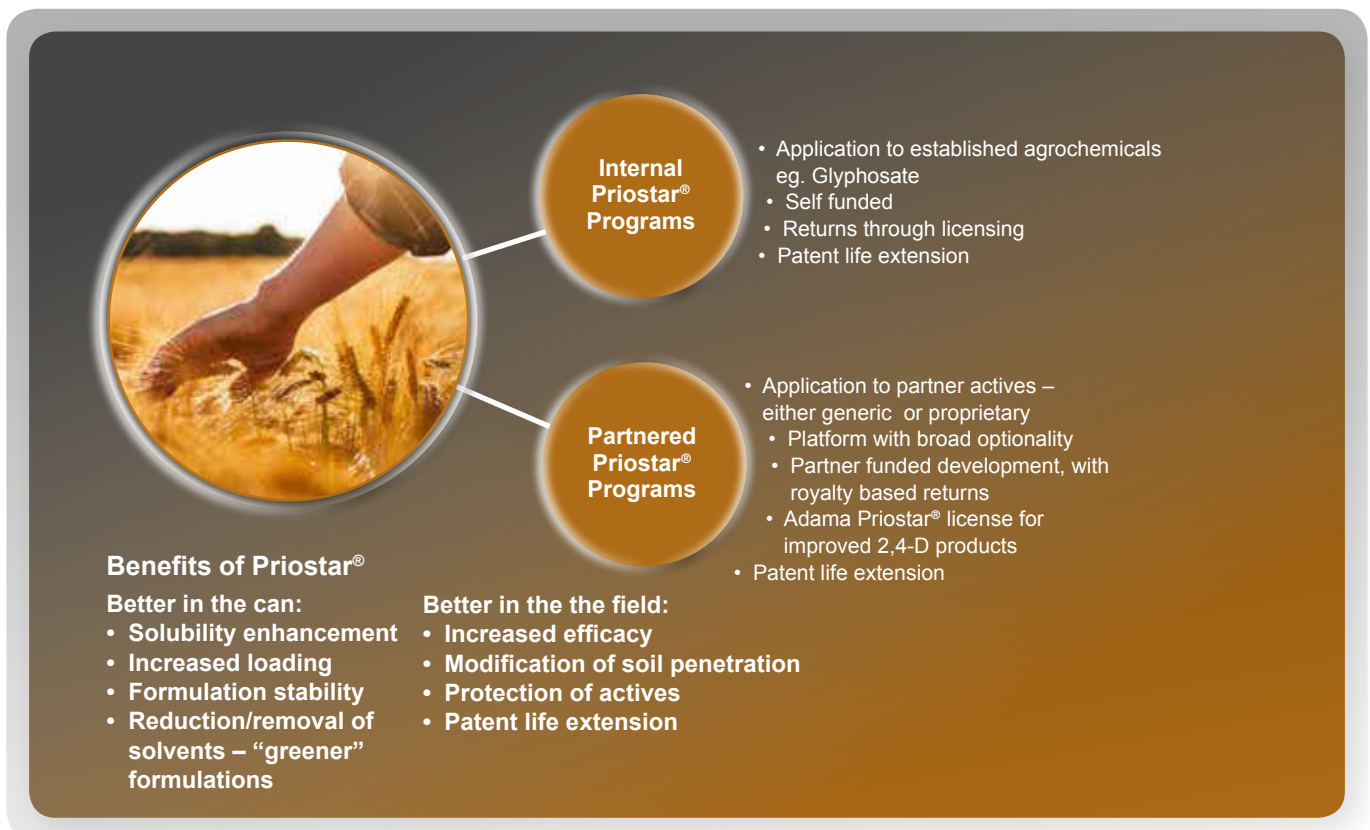 Internal
Priostar®
Programs
• Application to established agrochemicals
eg. Glyphosate
• Self funded
• Returns through licensing
• Patent life extension
Partnered
Priostar®
Programs
• Application to partner actives –
either generic or proprietary
• Platform with broad optionality
• Partner funded development, with
royalty based returns
• Adama Priostar® license for
improved 2,4-D products
• Patent life extension
Benefits of Priostar®
Better in the can:
• Solubility enhancement
• Increased loading
• Formulation stability
• Reduction/removal of
solvents – “greener”
formulations
Better in the the field:
• Increased efficacy
• Modification of soil penetration
• Protection of actives
• Patent life extension